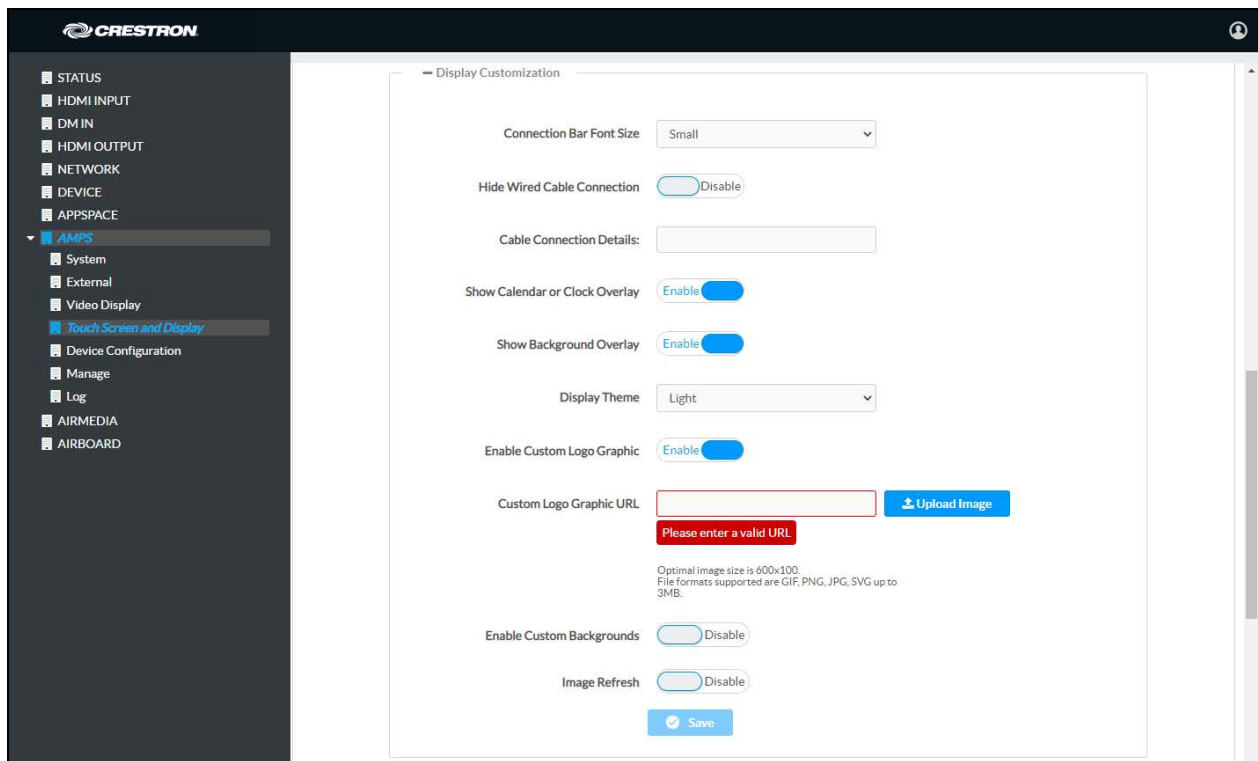 CRESTRON
STATUS
HDMI INPUT
DM IN
HDMI OUTPUT
NETWORK
DEVICE
APPSPACE
AMPS
System
External
Video Display
Touch Screen and Display
Device Configuration
Manage
Log
AIRMEDIA
AIRBOARD
Display Customization
Connection Bar Font Size Small
Hide Wired Cable Connection Disable
Cable Connection Details:
Show Calendar or Clock Overlay Enable
Show Background Overlay Enable
Display Theme Light
Enable Custom Logo Graphic Enable
Custom Logo Graphic URL Upload Image
Please enter a valid URL
Optimal image size is 600x100.
File formats supported are GIF, PNG, JPG, SVG up to
3MB.
Enable Custom Backgrounds Disable
Image Refresh Disable
Save